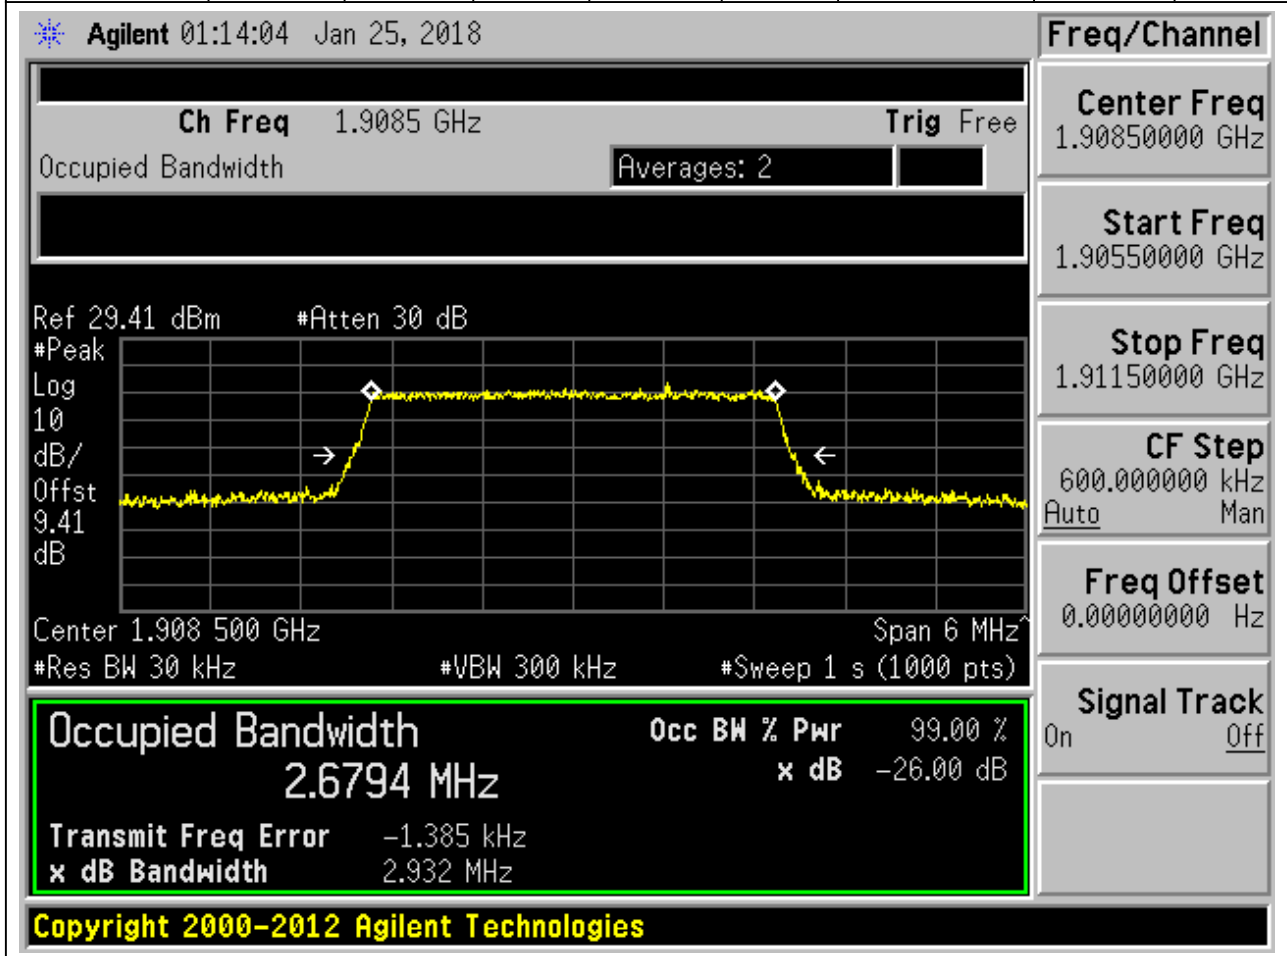 Agilent 01:14:04 Jan 25, 2018
Freq/Channel
Ch Freq 1.9085 GHz Trig Free
Occupied Bandwidth Averages: 2
Ref 29.41 dBm #Atten 30 dB
#Peak
Log
10
dB/
Offst
9.41
dB
Center 1.908 500 GHz Span 6 MHz^
#Res BW 30 kHz #VBW 300 kHz #Sweep 1 s (1000 pts)
Occupied Bandwidth Occ BW % Pwr 99.00 %
2.6794 MHz x dB -26.00 dB
Transmit Freq Error -1.385 kHz
x dB Bandwidth 2.932 MHz
Copyright 2000-2012 Agilent Technologies
Center Freq
1.90850000 GHz
Start Freq
1.90550000 GHz
Stop Freq
1.91150000 GHz
CF Step
600.000000 kHz
Auto Man
Freq Offset
0.00000000 Hz
Signal Track
On Off